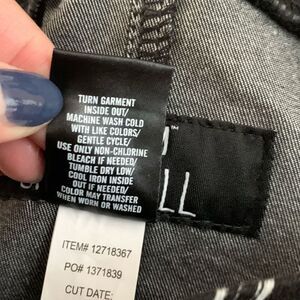 TURN GARMENT
INSIDE OUT/
MACHINE WASH COLD
WITH LIKE COLORS/
GENTLE CYCLE/
USE ONLY NON-CHLORINE
BLEACH IF NEEDED/
TUMBLE DRY LOW/
COOL IRON INSIDE
OUT IF NEEDED/
COLOR MAY TRANSFER
WHEN WORN OR WASHED
LL
ITEM# 12718367
PO# 1371839
CUT DATE: